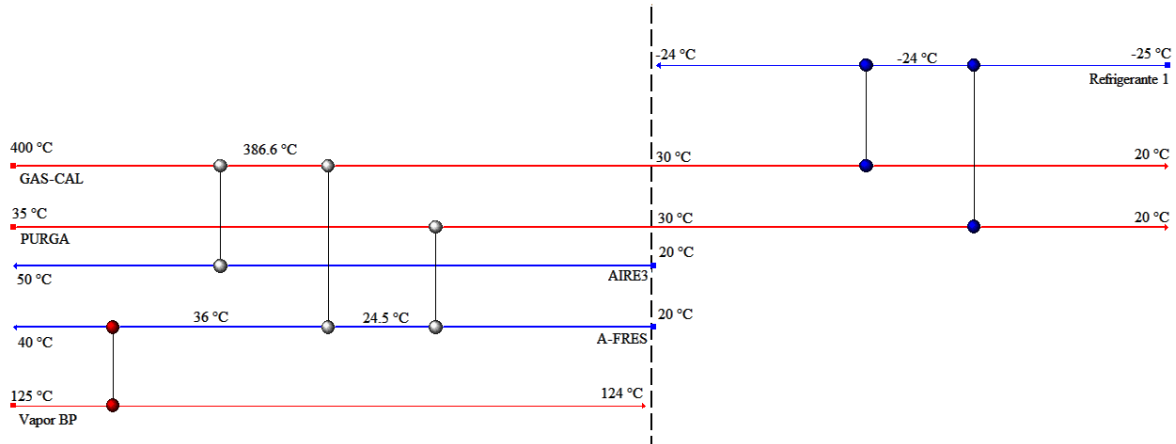 -24 °C
-24 °C
-25 °C
Refrigerante 1
400 °C
386.6 °C
30 °C
20 °C
GAS-CAL
35 °C
30 °C
20 °C
PURGA
20 °C
50 °C
AIRE3
36 °C
24.5 °C
20 °C
40 °C
A-FRES
125 °C
124 °C
Vapor BP